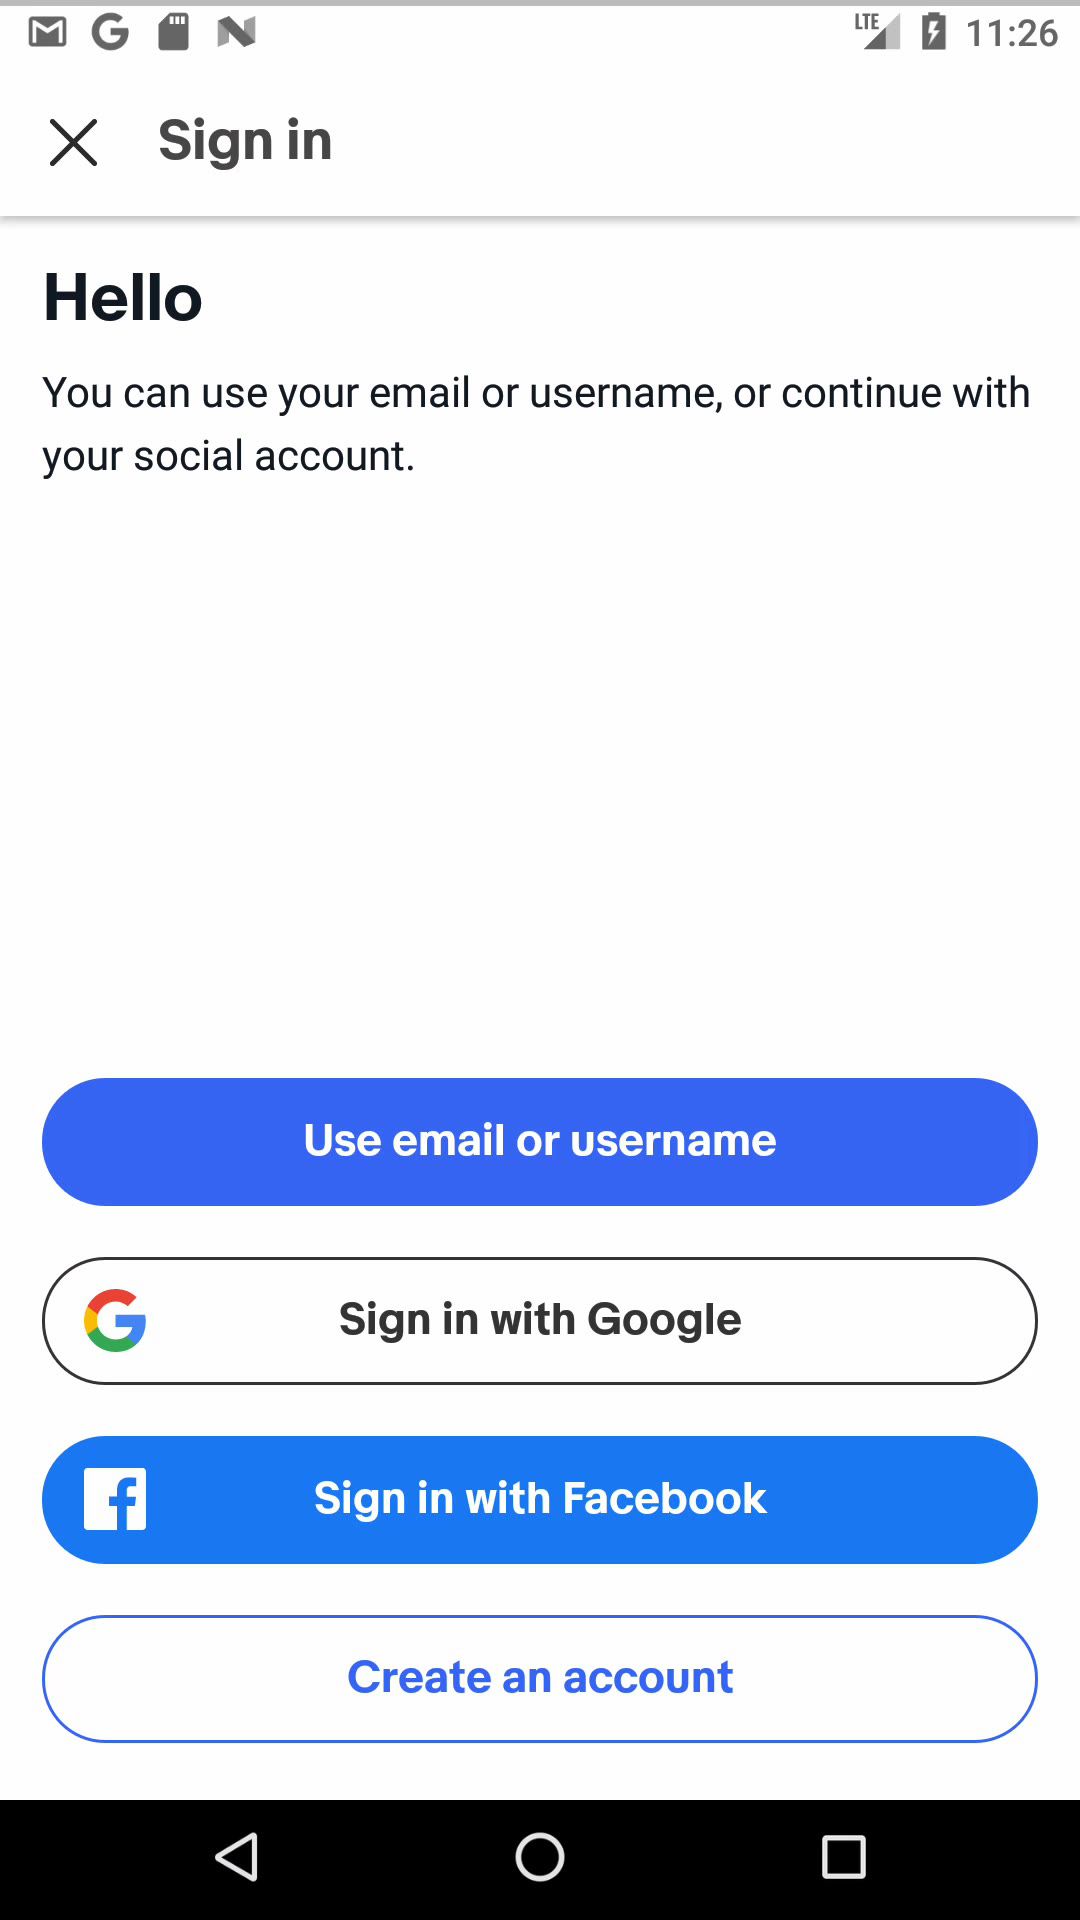 LTE 11:26
Sign in
Hello
You can use your email or username, or continue with
your social account.
Use email or username
Sign in with Google
Sign in with Facebook
Create an account